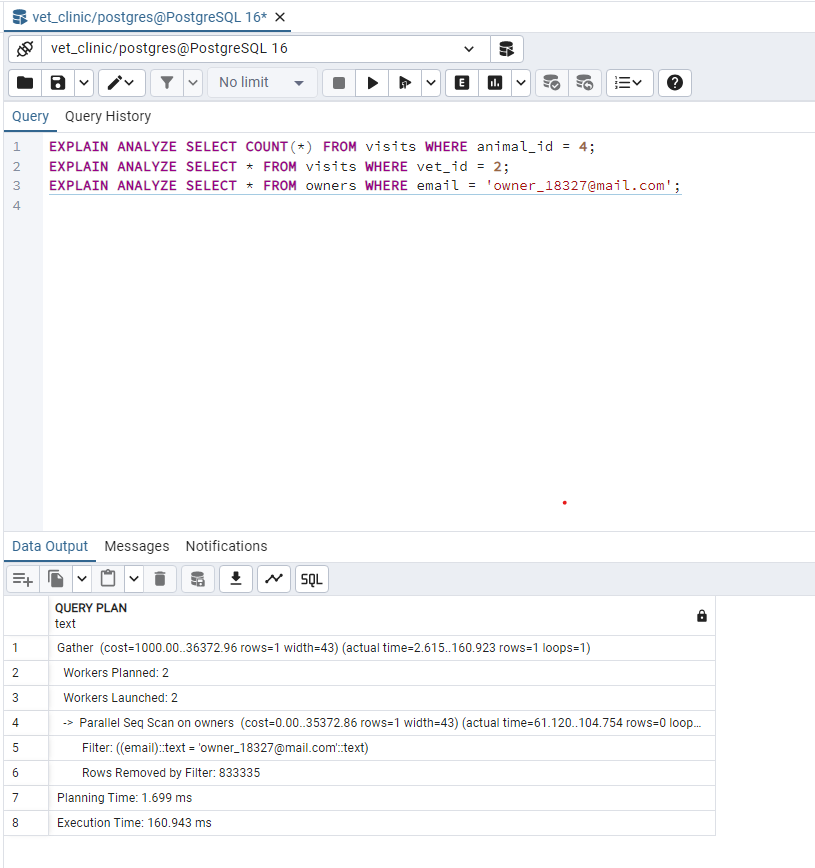 vet_clinic/postgres@PostgreSQL 16*
vet_clinic/postgres@PostgreSQL 16
No limit
E
Query Query History
1 EXPLAIN ANALYZE SELECT COUNT(*) FROM visits WHERE animal_id = 4;
2 EXPLAIN ANALYZE SELECT * FROM visits WHERE vet_id = 2;
3 EXPLAIN ANALYZE SELECT * FROM owners WHERE email = 'owner_18327@mail.com';
4
Data Output Messages Notifications
SQL
QUERY PLAN
text
1 Gather (cost=1000.00..36372.96 rows=1 width=43) (actual time=2.615..160.923 rows=1 loops=1)
2 Workers Planned: 2
3 Workers Launched: 2
4 -> Parallel Seq Scan on owners (cost=0.00..35372.86 rows=1 width=43) (actual time=61.120..104.754 rows=0 loop...
5 Filter: ((email)::text = 'owner_18327@mail.com'::text)
6 Rows Removed by Filter: 833335
7 Planning Time: 1.699 ms
8 Execution Time: 160.943 ms